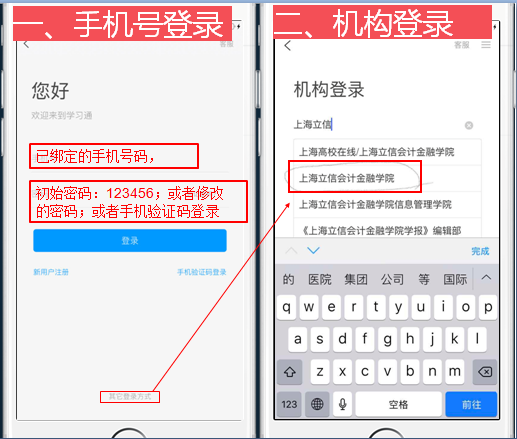 一、手机号登录
客服
您好
欢迎来到学习通
已绑定的手机号码，
初始密码：123456；或者修改
的密码；或者手机验证码登录
登录
新用户注册
手机验证码登录
其它登录方式
二、机构登录
客服
机构登录
上海立信
上海高校在线/上海立信会计金融学院
上海立信会计金融学院
上海立信会计金融学院信息管理学院
《上海立信会计金融学院学报》编辑部
完成
的 医院 集团 公司 等 国际
q w e r t y u i o p
a s d f g h j k l
z x c v b n m
123 空格 前往